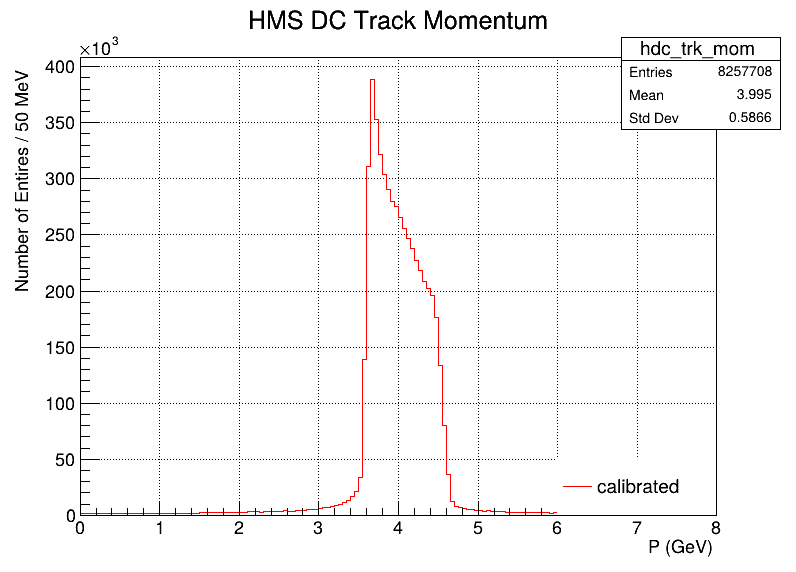 HMS DC Track Momentum
×10³
hdc_trk_mom
Entries 8257708
Mean 3.995
Std Dev 0.5866
Number of Entires / 50 MeV
400
350
300
250
200
150
100
50
0
calibrated
0 1 2 3 4 5 6 7 8
P (GeV)